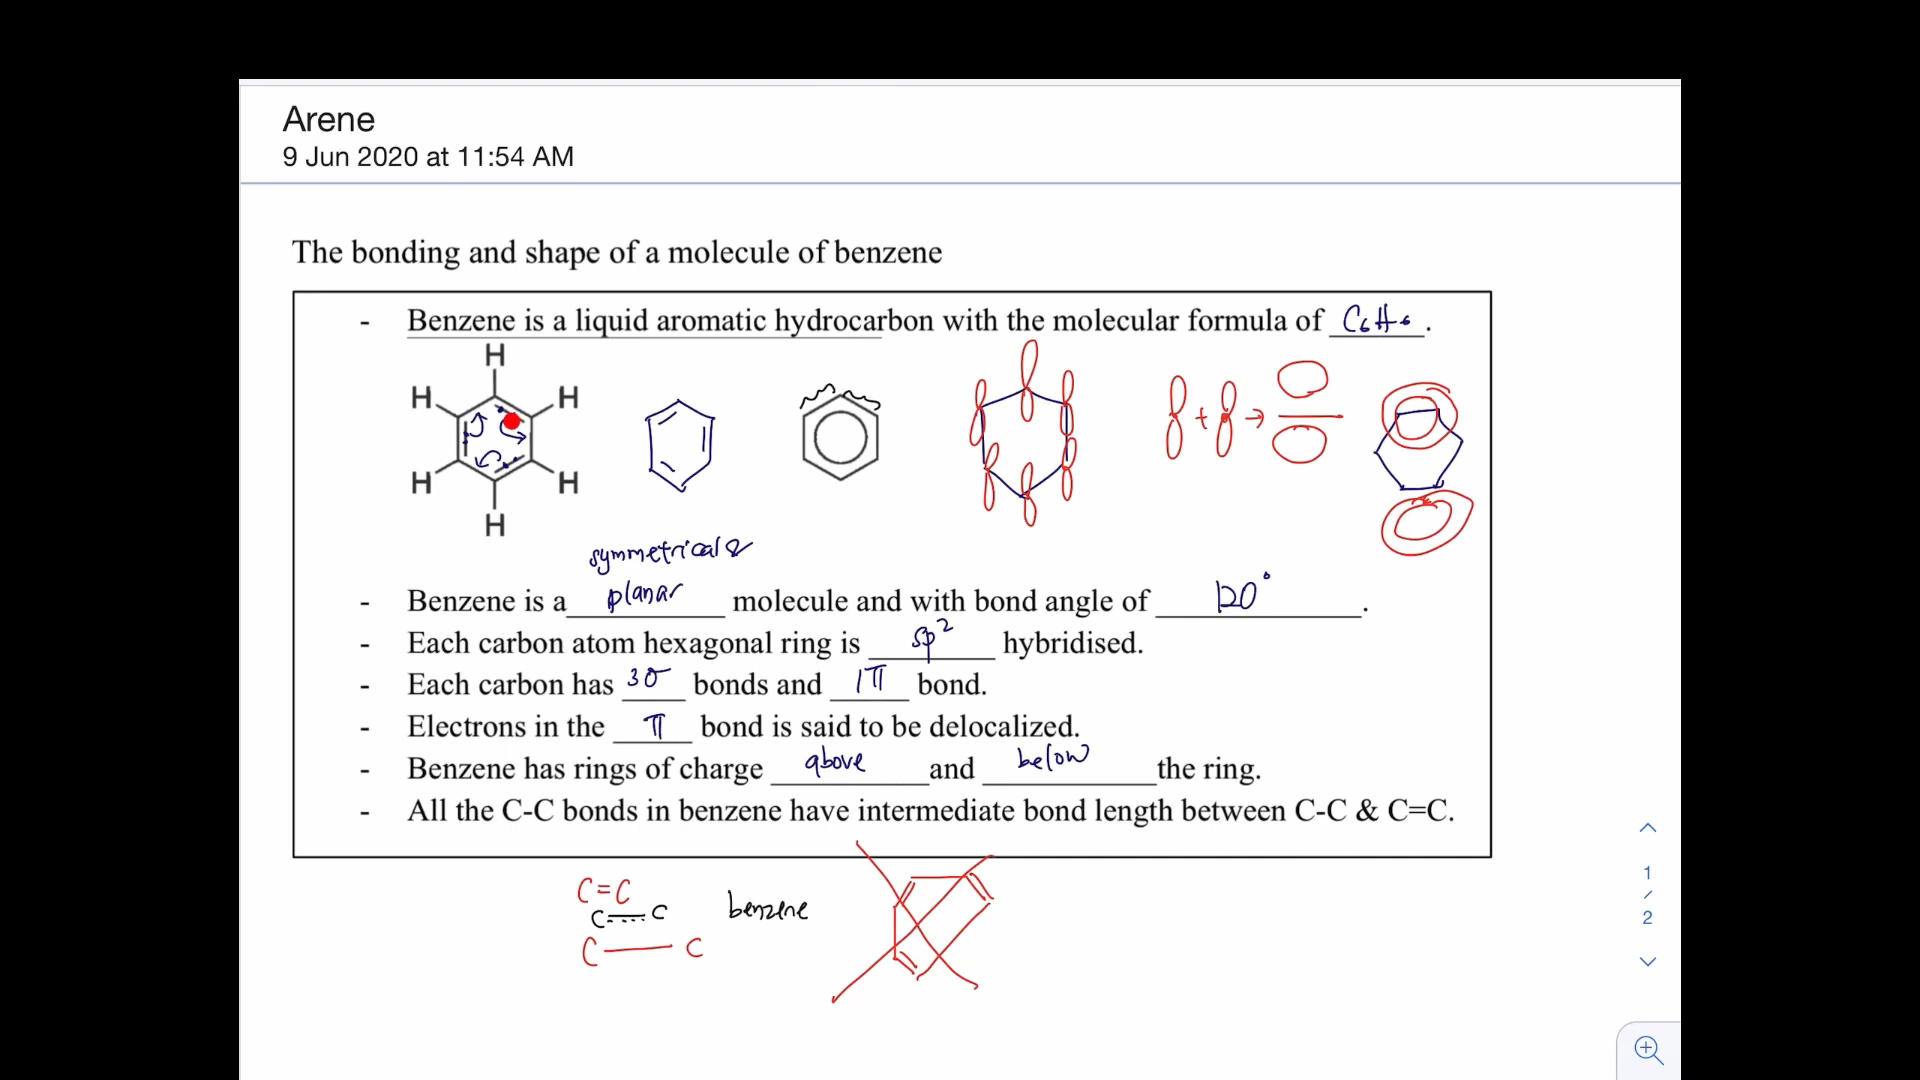 Arene
9 Jun 2020 at 11:54 AM
The bonding and shape of a molecule of benzene
- Benzene is a liquid aromatic hydrocarbon with the molecular formula of C6H6.
H
H H
H H
H
+ →
symmetrical &
- Benzene is a planar molecule and with bond angle of 120°.
- Each carbon atom hexagonal ring is sp² hybridised.
- Each carbon has 3σ bonds and 1π bond.
- Electrons in the π bond is said to be delocalized.
- Benzene has rings of charge above and below the ring.
- All the C-C bonds in benzene have intermediate bond length between C-C & C=C.
C=C
C C benzene
C — C
1
/
2